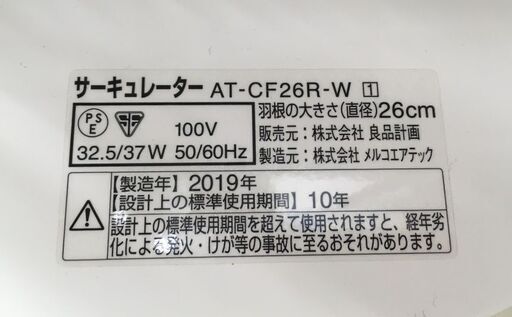 サーキュレーター AT-CF26R-W 1
PS
E
100V
32.5/37W 50/60Hz
羽根の大きさ(直径)26cm
販売元:株式会社 良品計画
製造元:株式会社 メルコエアテック
【製造年】2019年
【設計上の標準使用期間】10年
設計上の標準使用期間を超えて使用されますと、経年劣
化による発火・けが等の事故に至るおそれがあります。